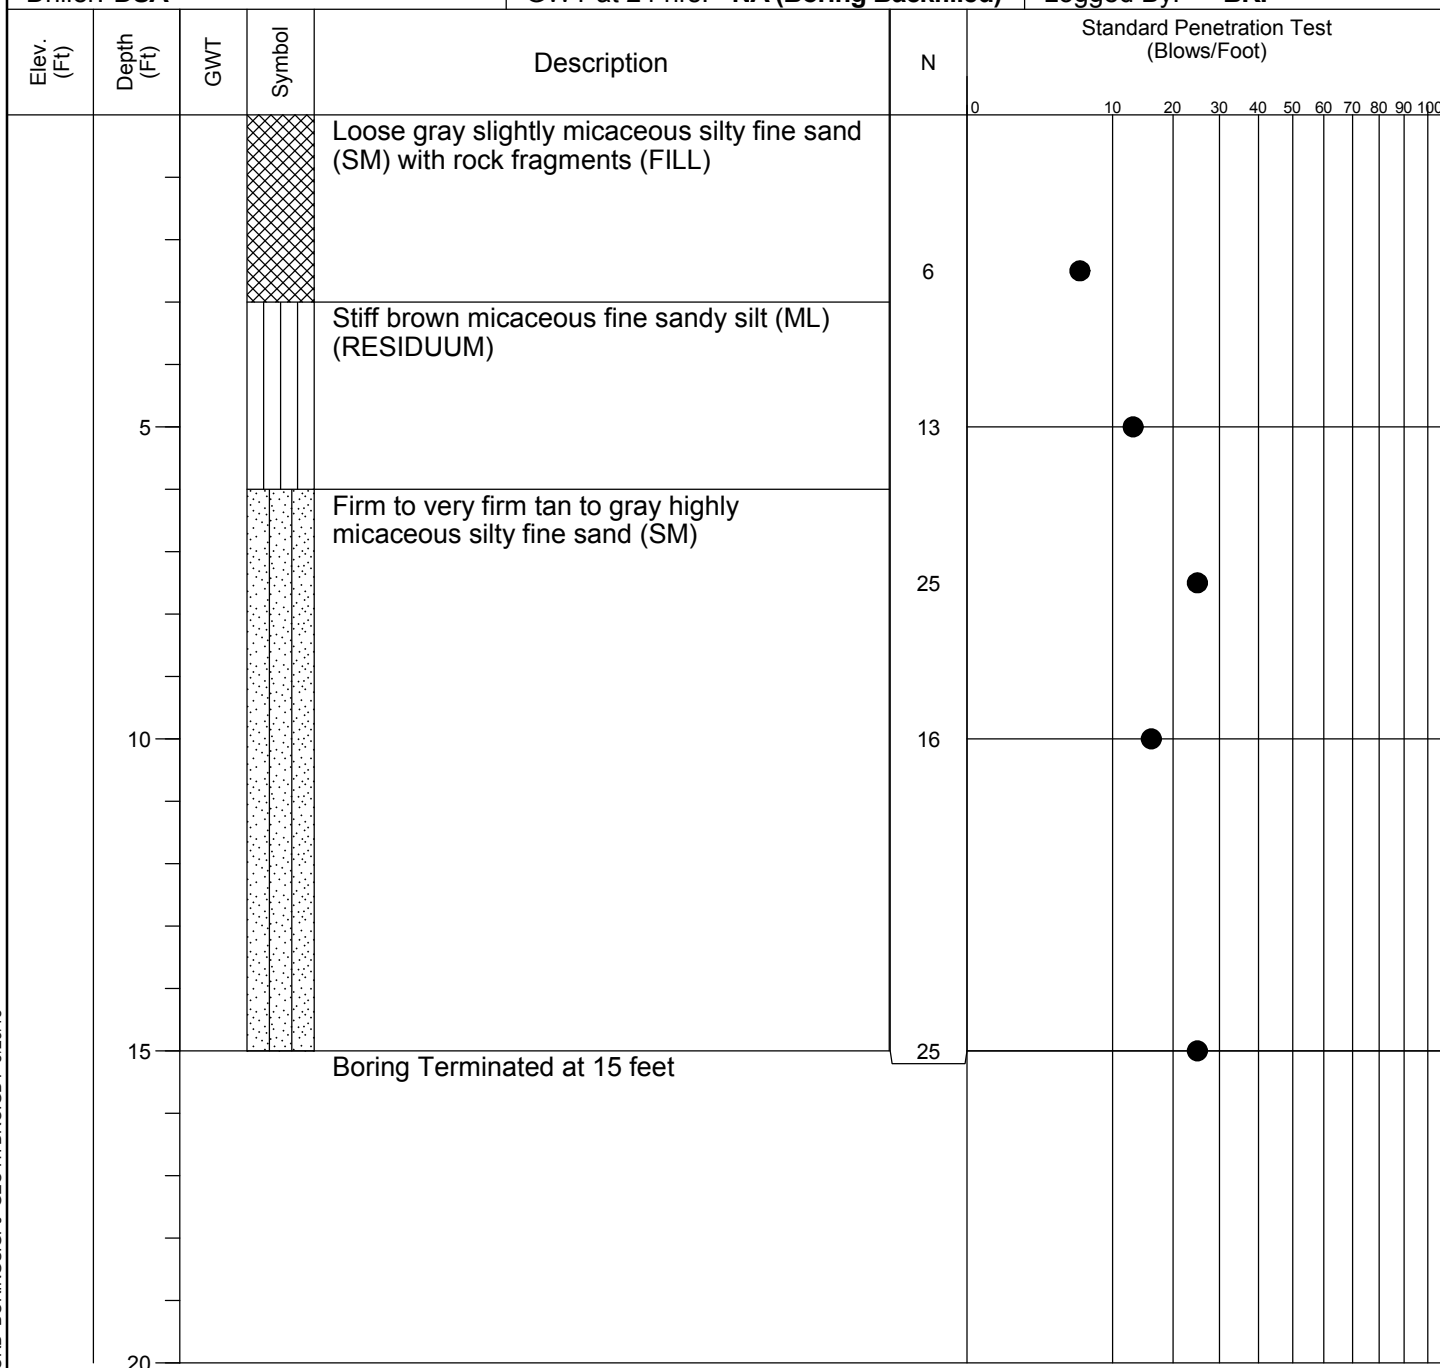 NA (Boring Backfilled)
Elev.
(Ft)
Depth
(Ft)
GWT
Symbol
Description
N
Standard Penetration Test
(Blows/Foot)
0 10 20 30 40 50 60 70 80 90 100
Loose gray slightly micaceous silty fine sand
(SM) with rock fragments (FILL)
6
Stiff brown micaceous fine sandy silt (ML)
(RESIDUUM)
5
13
Firm to very firm tan to gray highly
micaceous silty fine sand (SM)
25
10
16
15
25
Boring Terminated at 15 feet
20